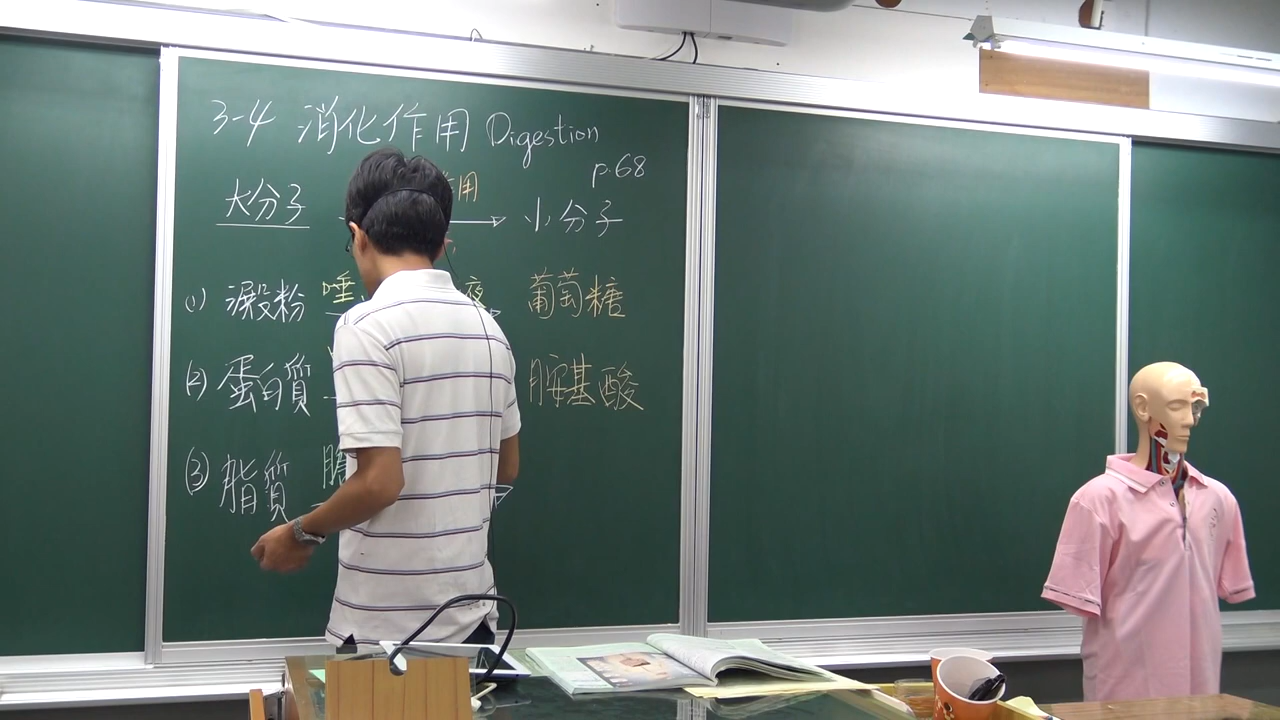 3-4 消化作用 Digestion
p.68
大分子 用 小分子
(1) 澱粉 唾 液 葡萄糖
(2) 蛋白質 胺基酸
(3) 脂質 膽